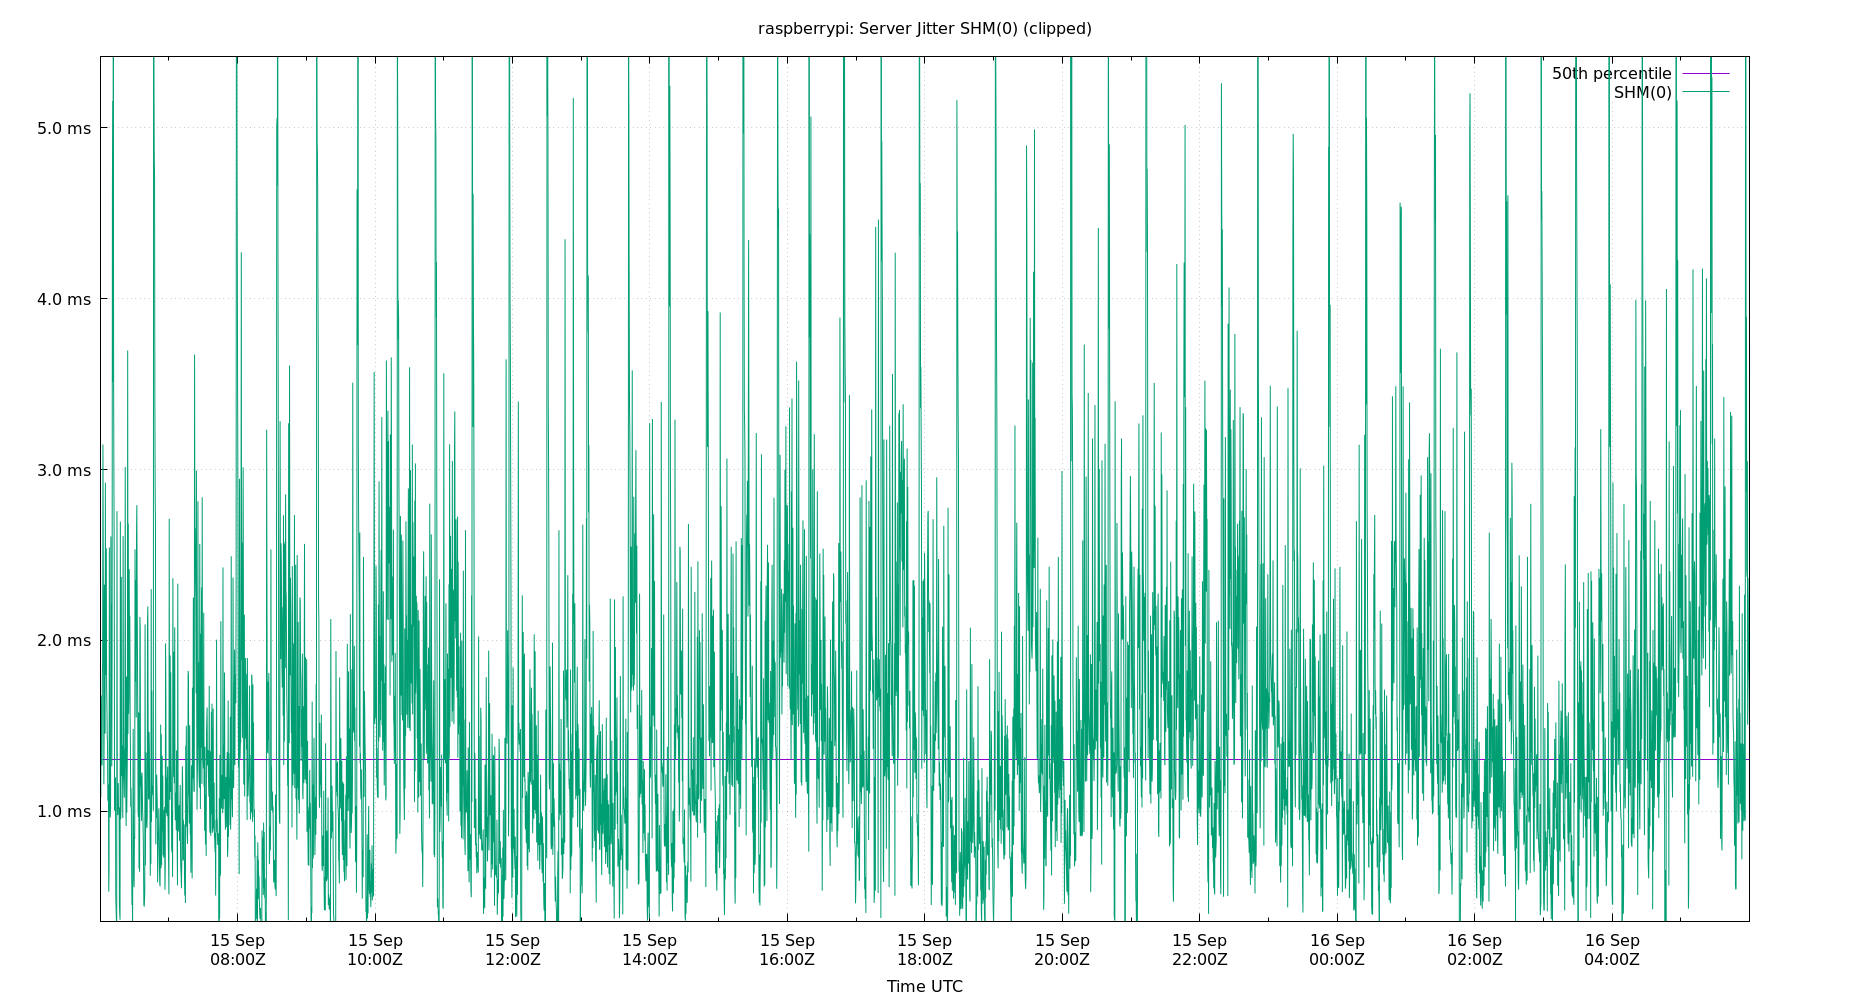 raspberrypi: Server Jitter SHM(0) (clipped)
50th percentile
SHM(0)
5.0 ms
4.0 ms
3.0 ms
2.0 ms
1.0 ms
15 Sep 15 Sep 15 Sep 15 Sep 15 Sep 15 Sep 15 Sep 15 Sep 16 Sep 16 Sep 16 Sep
08:00Z 10:00Z 12:00Z 14:00Z 16:00Z 18:00Z 20:00Z 22:00Z 00:00Z 02:00Z 04:00Z
Time UTC